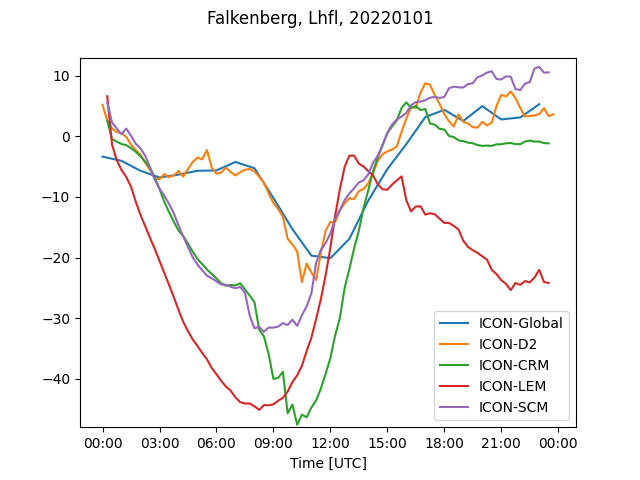 Falkenberg, Lhfl, 20220101
10
0
−10
−20
−30
−40
ICON-Global
ICON-D2
ICON-CRM
ICON-LEM
ICON-SCM
00:00 03:00 06:00 09:00 12:00 15:00 18:00 21:00 00:00
Time [UTC]